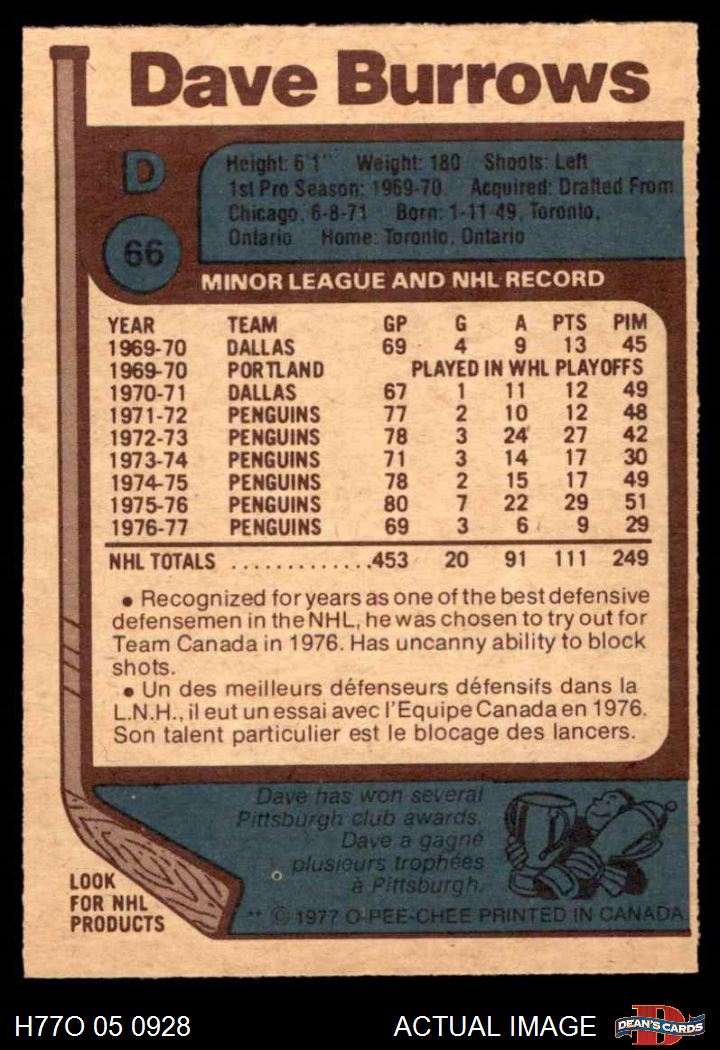 Dave Burrows
D
66
Height: 6'1" Weight: 180 Shoots: Left
1st Pro Season: 1969-70 Acquired: Drafted From
Chicago, 6-8-71 Born: 1-11-49, Toronto,
Ontario Home: Toronto, Ontario
MINOR LEAGUE AND NHL RECORD
YEAR TEAM GP G A PTS PIM
1969-70 DALLAS 69 4 9 13 45
1969-70 PORTLAND PLAYED IN WHL PLAYOFFS
1970-71 DALLAS 67 1 11 12 49
1971-72 PENGUINS 77 2 10 12 48
1972-73 PENGUINS 78 3 24 27 42
1973-74 PENGUINS 71 3 14 17 30
1974-75 PENGUINS 78 2 15 17 49
1975-76 PENGUINS 80 7 22 29 51
1976-77 PENGUINS 69 3 6 9 29
NHL TOTALS .............453 20 91 111 249
• Recognized for years as one of the best defensive
defensemen in the NHL, he was chosen to try out for
Team Canada in 1976. Has uncanny ability to block
shots.
• Un des meilleurs défenseurs défensifs dans la
L.N.H., il eut un essai avec l'Equipe Canada en 1976.
Son talent particulier est le blocage des lancers.
Dave has won several
Pittsburgh club awards.
Dave a gagné
plusieurs trophées
à Pittsburgh.
LOOK
FOR NHL
PRODUCTS
** © 1977 O-PEE-CHEE PRINTED IN CANADA
H77O 05 0928 ACTUAL IMAGE
DEAN'S CARDS